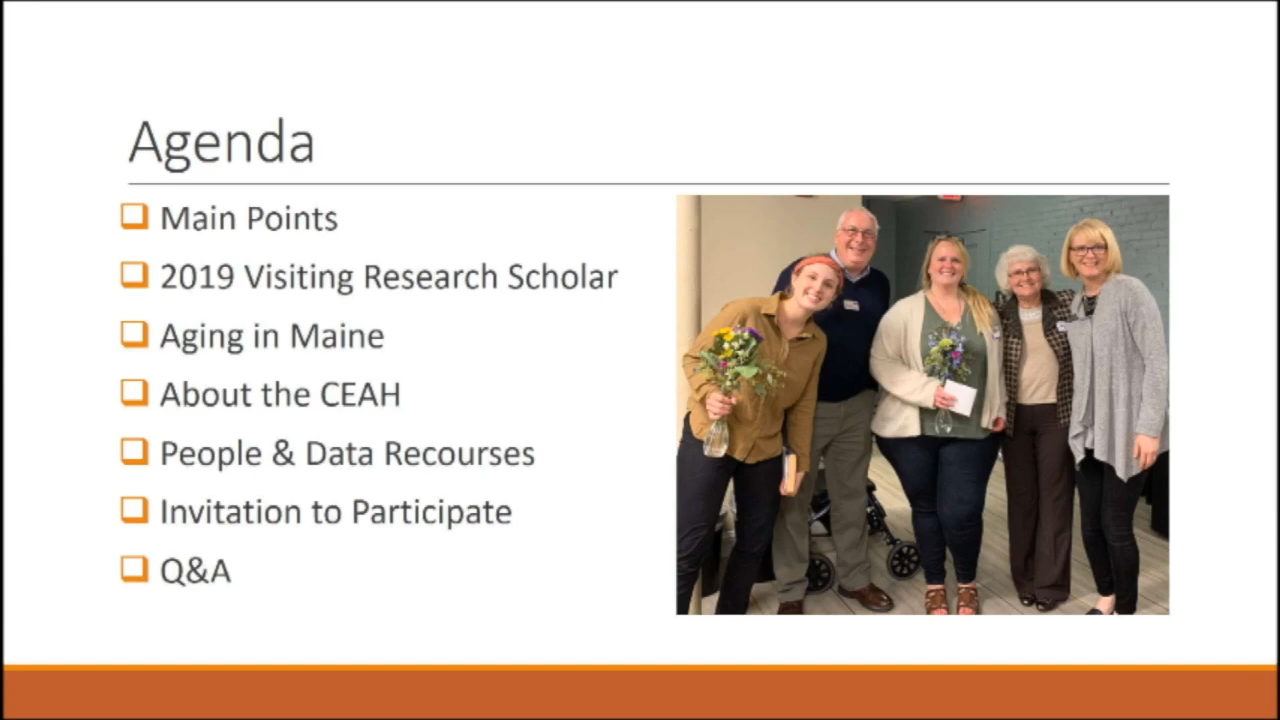 Agenda
Main Points
2019 Visiting Research Scholar
Aging in Maine
About the CEAH
People & Data Recourses
Invitation to Participate
Q&A